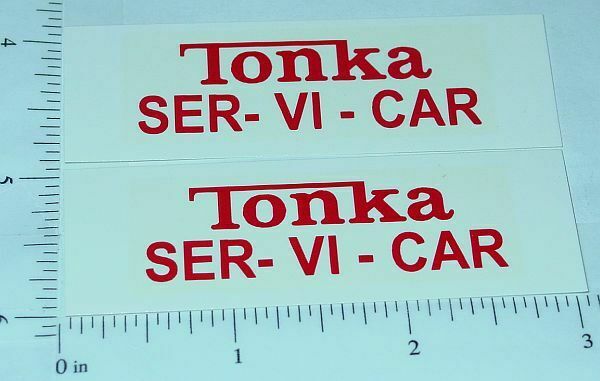 4
Tonka
SER- VI - CAR
5
Tonka
SER- VI - CAR
6
0 in 1 2 3